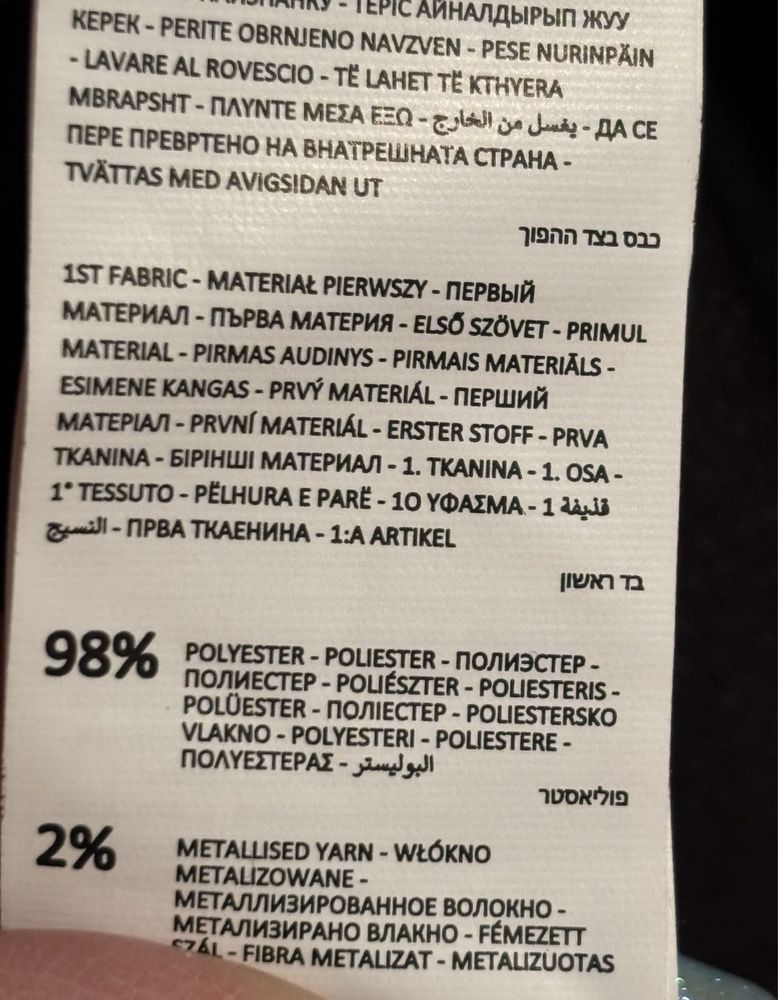 - TERIC АЙНАЛДЫРЫП ЖУУ
КЕРЕК - PERITE OBRNJENO NAVZVEN - PESE NURINPÄIN
- LAVARE AL ROVESCIO - TË LAHET TË KTHYERA
MBRAPSHT - ΠΛΥΝΤΕ ΜΕΣΑ ΕΞΩ - يغسل من الخارج - ДА СЕ
ПЕРЕ ПРЕВРТЕНО НА ВНАТРЕШНАТА СТРАНА -
TVÄTTAS MED AVIGSIDAN UT
כבס בצד ההפוך
1ST FABRIC - MATERIAŁ PIERWSZY - ПЕРВЫЙ
МАТЕРИАЛ - ПЪРВА МАТЕРИЯ - ELSŐ SZÖVET - PRIMUL
MATERIAL - PIRMAS AUDINYS - PIRMAIS MATERIĀLS -
ESIMENE KANGAS - PRVÝ MATERIÁL - ПЕРШИЙ
МАТЕРІАЛ - PRVNÍ MATERIÁL - ERSTER STOFF - PRVA
TKANINA - БІРІНШІ МАТЕРИАЛ - 1. TKANINA - 1. OSA -
1° TESSUTO - PËLHURA E PARË - 1Ο ΥΦΑΣΜΑ - 1 قذيفة
النسيج - ПРВА ТКАЕНИНА - 1:A ARTIKEL
בד ראשון
98% POLYESTER - POLIESTER - ПОЛИЭСТЕР -
ПОЛИЕСТЕР - POLIÉSZTER - POLIESTERIS -
POLÜESTER - ПОЛІЕСТЕР - POLIESTERSKO
VLAKNO - POLYESTERI - POLIESTERE -
ΠΟΛΥΕΣΤΕΡΑΣ - البوليستر
פוליאסטר
2% METALLISED YARN - WŁÓKNO
METALIZOWANE -
МЕТАЛЛИЗИРОВАННОЕ ВОЛОКНО -
МЕТАЛИЗИРАНО ВЛАКНО - FÉMEZETT
SZÁL - FIBRA METALIZAT - METALIZUOTAS